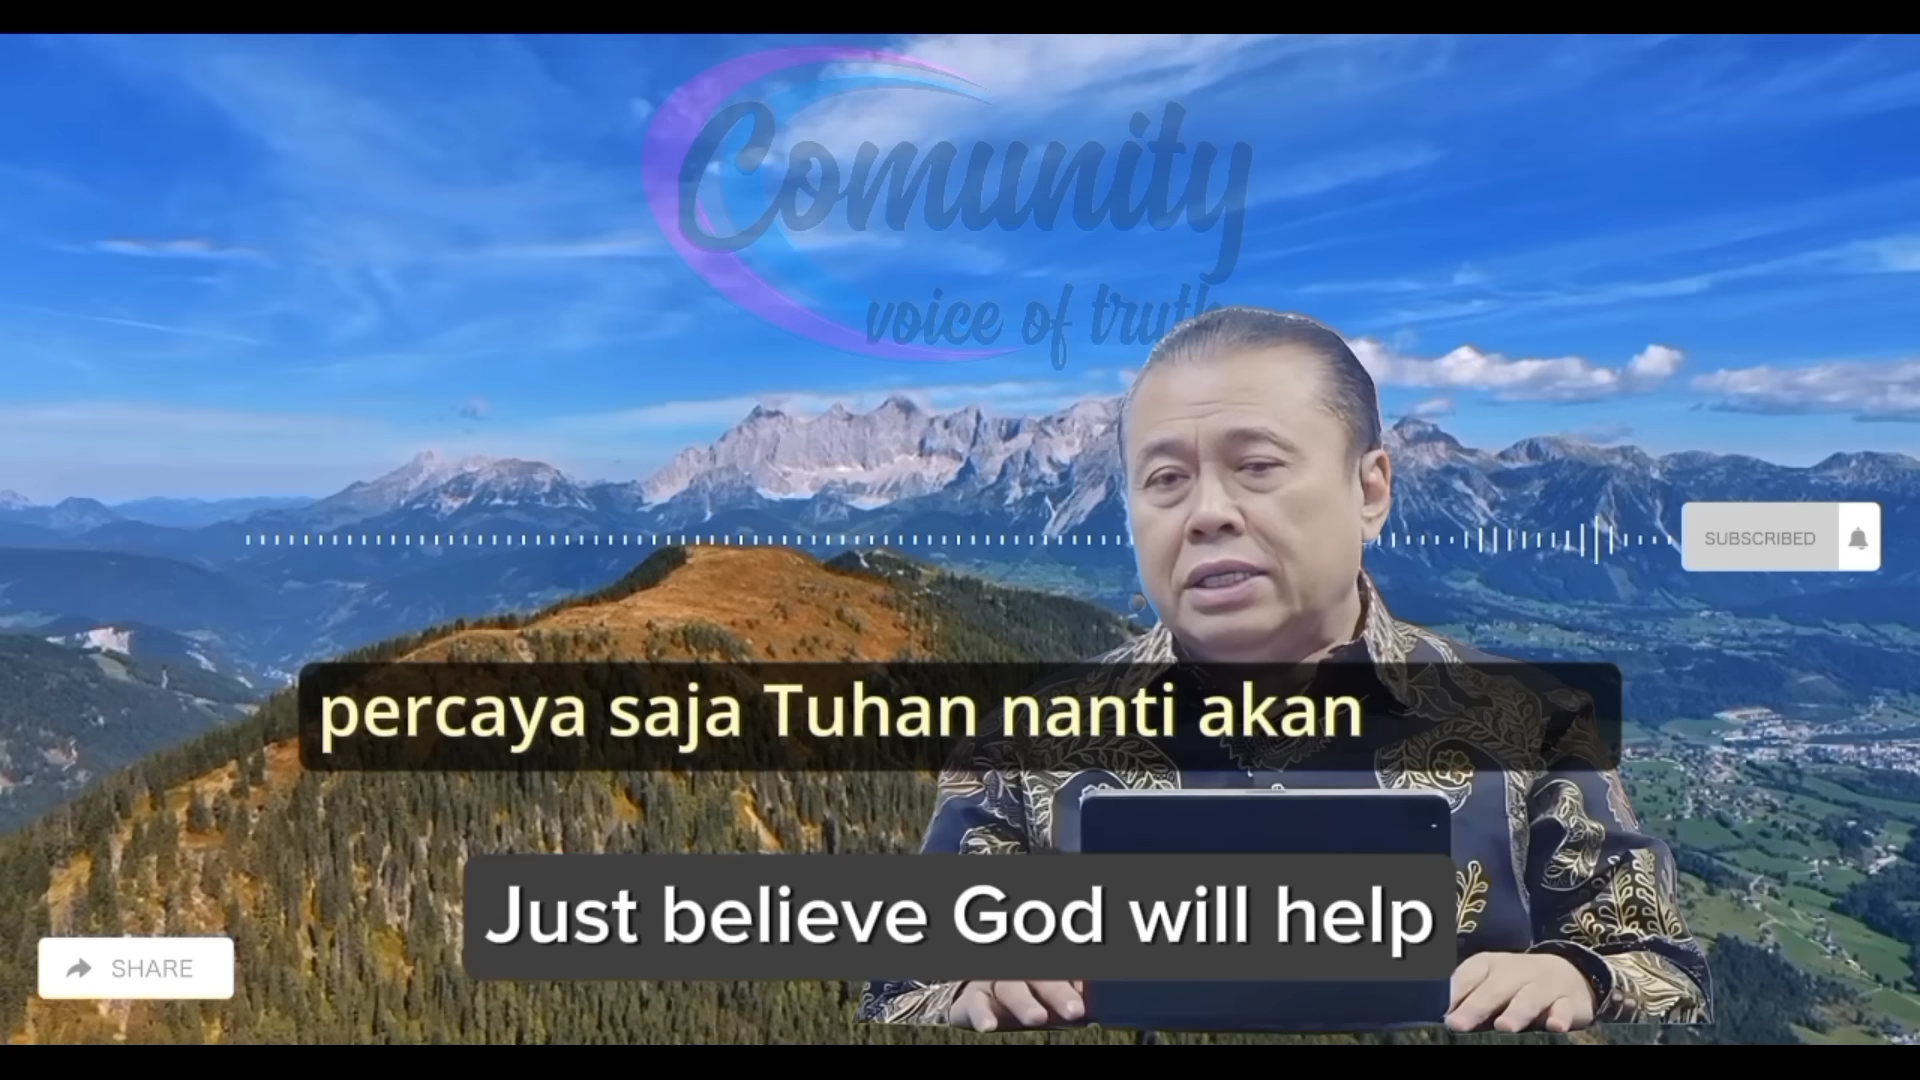 Comunity
voice of truth
SUBSCRIBED
percaya saja Tuhan nanti akan
Just believe God will help
SHARE